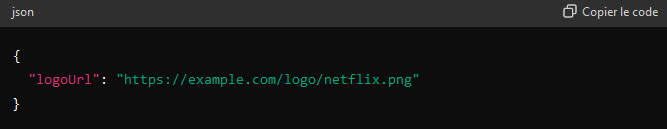 json Copier le code
{
"logoUrl": "https://example.com/logo/netflix.png"
}